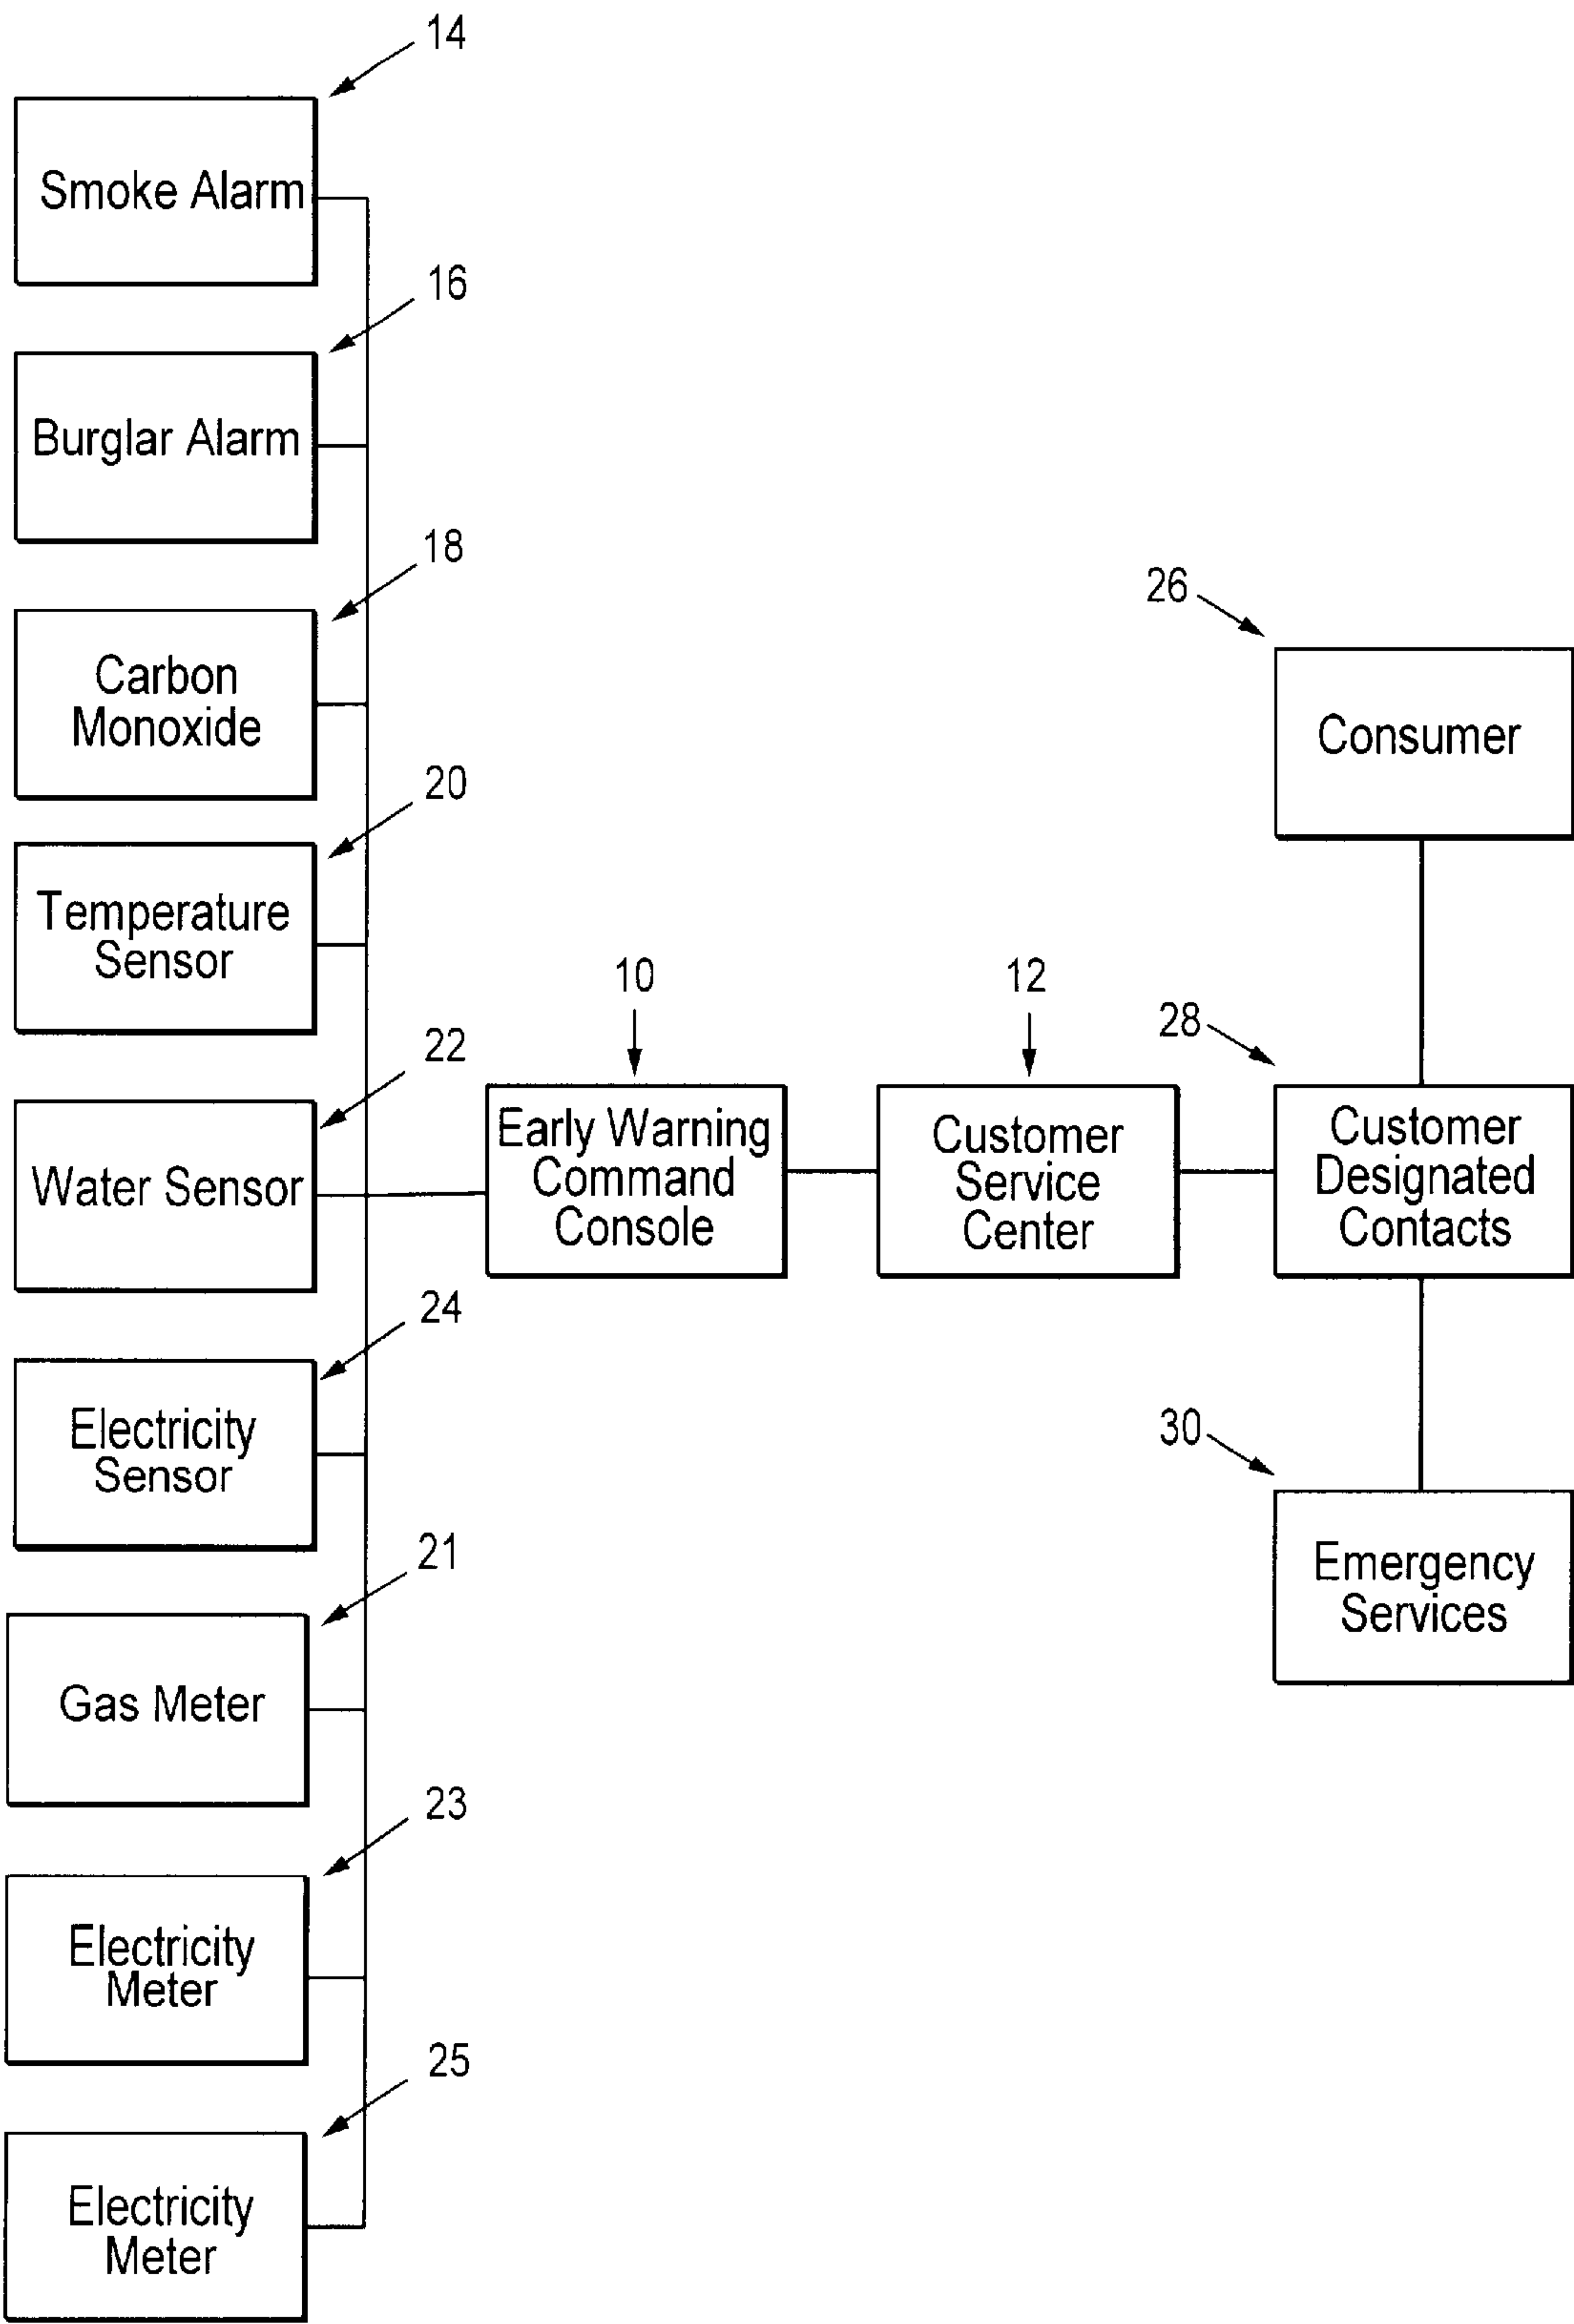 14
Smoke Alarm
16
Burglar Alarm
18
Carbon
Monoxide
20
Temperature
Sensor
22
Water Sensor
24
Electricity
Sensor
21
Gas Meter
23
Electricity
Meter
25
Electricity
Meter
10
Early Warning
Command
Console
12
Customer
Service
Center
26
Consumer
28
Customer
Designated
Contacts
30
Emergency
Services